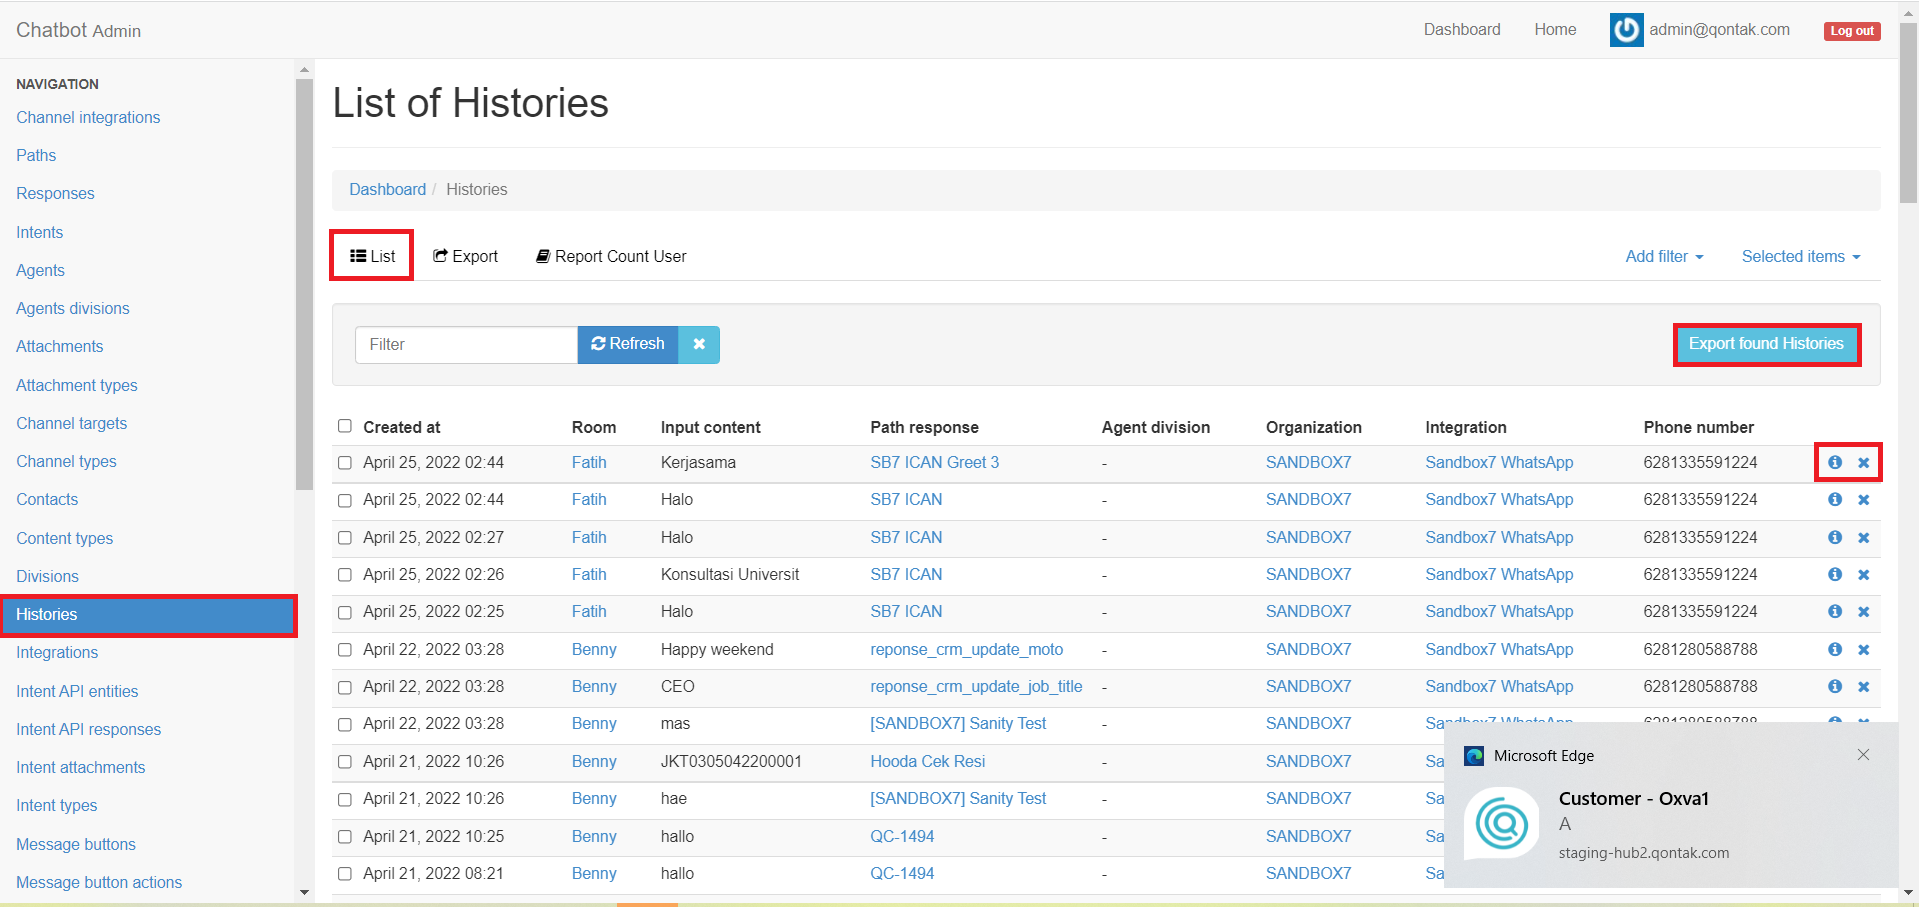 Chatbot Admin
Dashboard Home admin@qontak.com Log out
NAVIGATION
Channel integrations
Paths
Responses
Intents
Agents
Agents divisions
Attachments
Attachment types
Channel targets
Channel types
Contacts
Content types
Divisions
Histories
Integrations
Intent API entities
Intent API responses
Intent attachments
Intent types
Message buttons
Message button actions
List of Histories
Dashboard / Histories
List Export Report Count User Add filter Selected items
Filter Refresh Export found Histories
Created at Room Input content Path response Agent division Organization Integration Phone number
April 25, 2022 02:44 Fatih Kerjasama SB7 ICAN Greet 3 - SANDBOX7 Sandbox7 WhatsApp 6281335591224
April 25, 2022 02:44 Fatih Halo SB7 ICAN - SANDBOX7 Sandbox7 WhatsApp 6281335591224
April 25, 2022 02:27 Fatih Halo SB7 ICAN - SANDBOX7 Sandbox7 WhatsApp 6281335591224
April 25, 2022 02:26 Fatih Konsultasi Universit SB7 ICAN - SANDBOX7 Sandbox7 WhatsApp 6281335591224
April 25, 2022 02:25 Fatih Halo SB7 ICAN - SANDBOX7 Sandbox7 WhatsApp 6281335591224
April 22, 2022 03:28 Benny Happy weekend reponse_crm_update_moto - SANDBOX7 Sandbox7 WhatsApp 6281280588788
April 22, 2022 03:28 Benny CEO reponse_crm_update_job_title - SANDBOX7 Sandbox7 WhatsApp 6281280588788
April 22, 2022 03:28 Benny mas [SANDBOX7] Sanity Test - SANDBOX7 Sandbox7 WhatsApp 6281280588788
April 21, 2022 10:26 Benny JKT0305042200001 Hooda Cek Resi - SANDBOX7 Sa
April 21, 2022 10:26 Benny hae [SANDBOX7] Sanity Test - SANDBOX7 Sa
April 21, 2022 10:25 Benny hallo QC-1494 - SANDBOX7 Sa
April 21, 2022 08:21 Benny hallo QC-1494 - SANDBOX7 Sa
Microsoft Edge
Customer - Oxva1
A
staging-hub2.qontak.com